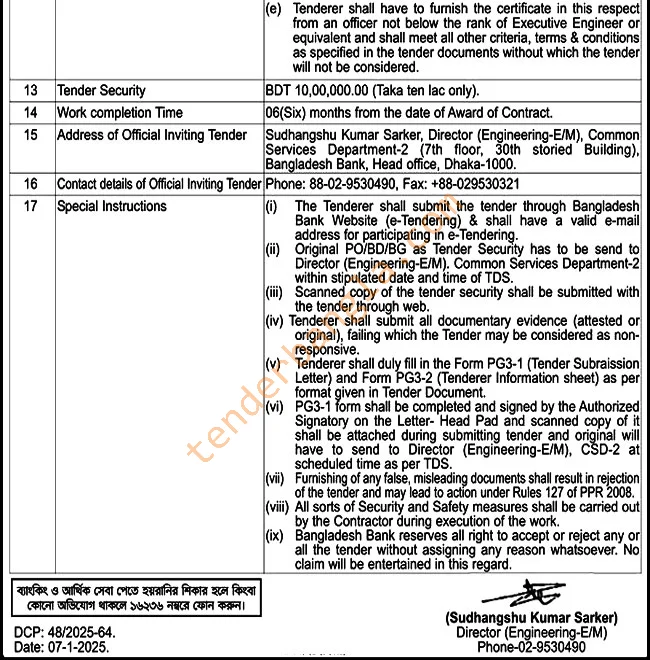 (e) Tenderer shall have to furnish the certificate in this respect
from an officer not below the rank of Executive Engineer or
equivalent and shall meet all other criteria, terms & conditions
as specified in the tender documents without which the tender
will not be considered.
13 Tender Security BDT 10,00,000.00 (Taka ten lac only).
14 Work completion Time 06(Six) months from the date of Award of Contract.
15 Address of Official Inviting Tender Sudhangshu Kumar Sarker, Director (Engineering-E/M), Common
Services Department-2 (7th floor, 30th storied Building),
Bangladesh Bank, Head office, Dhaka-1000.
16 Contact details of Official Inviting Tender Phone: 88-02-9530490, Fax: +88-029530321
17 Special Instructions (i) The Tenderer shall submit the tender through Bangladesh
Bank Website (e-Tendering) & shall have a valid e-mail
address for participating in e-Tendering.
(ii) Original PO/BD/BG as Tender Security has to be send to
Director (Engineering-E/M). Common Services Department-2
within stipulated date and time of TDS.
(iii) Scanned copy of the tender security shall be submitted with
the tender through web.
(iv) Tenderer shall submit all documentary evidence (attested or
original), failing which the Tender may be considered as non-
responsive.
(v) Tenderer shall duly fill in the Form PG3-1 (Tender Subraission
Letter) and Form PG3-2 (Tenderer Information sheet) as per
format given in Tender Document.
(vi) PG3-1 form shall be completed and signed by the Authorized
Signatory on the Letter- Head Pad and scanned copy of it
shall be attached during submitting tender and original will
have to send to Director (Engineering-E/M), CSD-2 at
scheduled time as per TDS.
(vii) Furnishing of any false, misleading documents shall result in rejection
of the tender and may lead to action under Rules 127 of PPR 2008.
(viii) All sorts of Security and Safety measures shall be carried out
by the Contractor during execution of the work.
(ix) Bangladesh Bank reserves all right to accept or reject any or
all the tender without assigning any reason whatsoever. No
claim will be entertained in this regard.
tenderbangla.com
ব্যাংকিং ও আর্থিক সেবা পেতে হয়রানির শিকার হলে কিংবা
কোনো অভিযোগ থাকলে ১৬২৩৬ নম্বরে ফোন করুন।
DCP: 48/2025-64.
Date: 07-1-2025.
(Sudhangshu Kumar Sarker)
Director (Engineering-E/M)
Phone-02-9530490